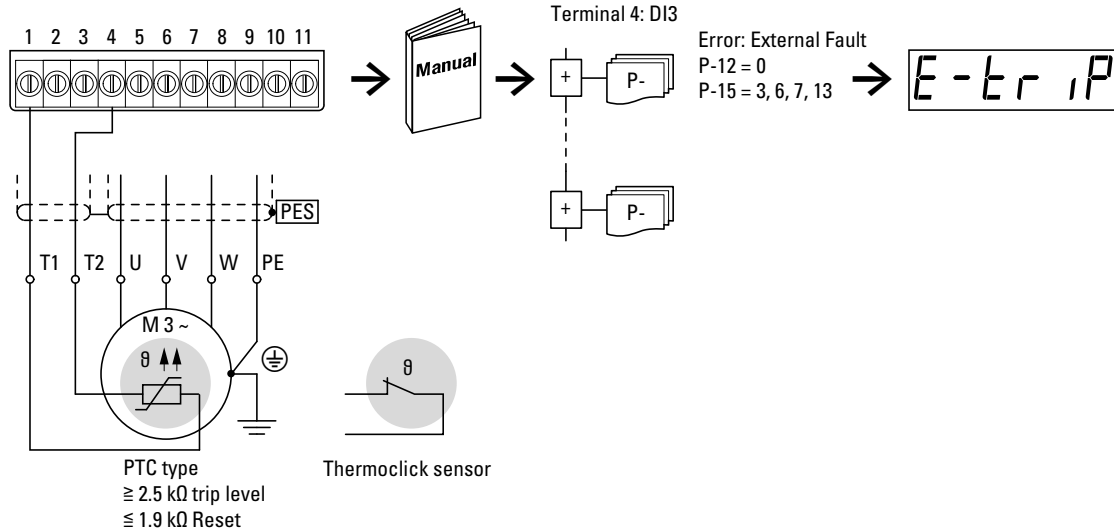 Terminal 4: DI3
1 2 3 4 5 6 7 8 9 10 11
Manual
+
P-
Error: External Fault
P-12 = 0
P-15 = 3, 6, 7, 13
E-triP
+
P-
PES
T1 T2 U V W PE
M 3 ~
ϑ
ϑ
PTC type
≧ 2.5 kΩ trip level
≦ 1.9 kΩ Reset
Thermoclick sensor